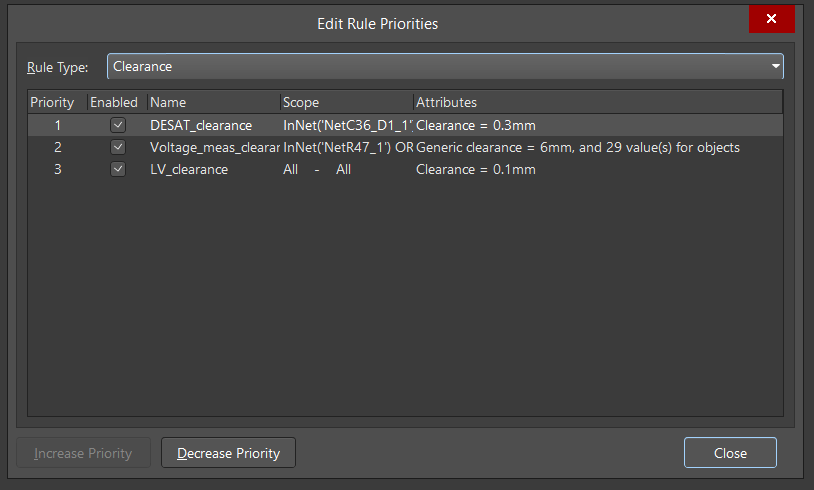 Edit Rule Priorities
Rule Type: Clearance
Priority Enabled Name Scope Attributes
1 DESAT_clearance InNet('NetC36_D1_1' Clearance = 0.3mm
2 Voltage_meas_clearan InNet('NetR47_1') OR Generic clearance = 6mm, and 29 value(s) for objects
3 LV_clearance All - All Clearance = 0.1mm
Increase Priority Decrease Priority Close